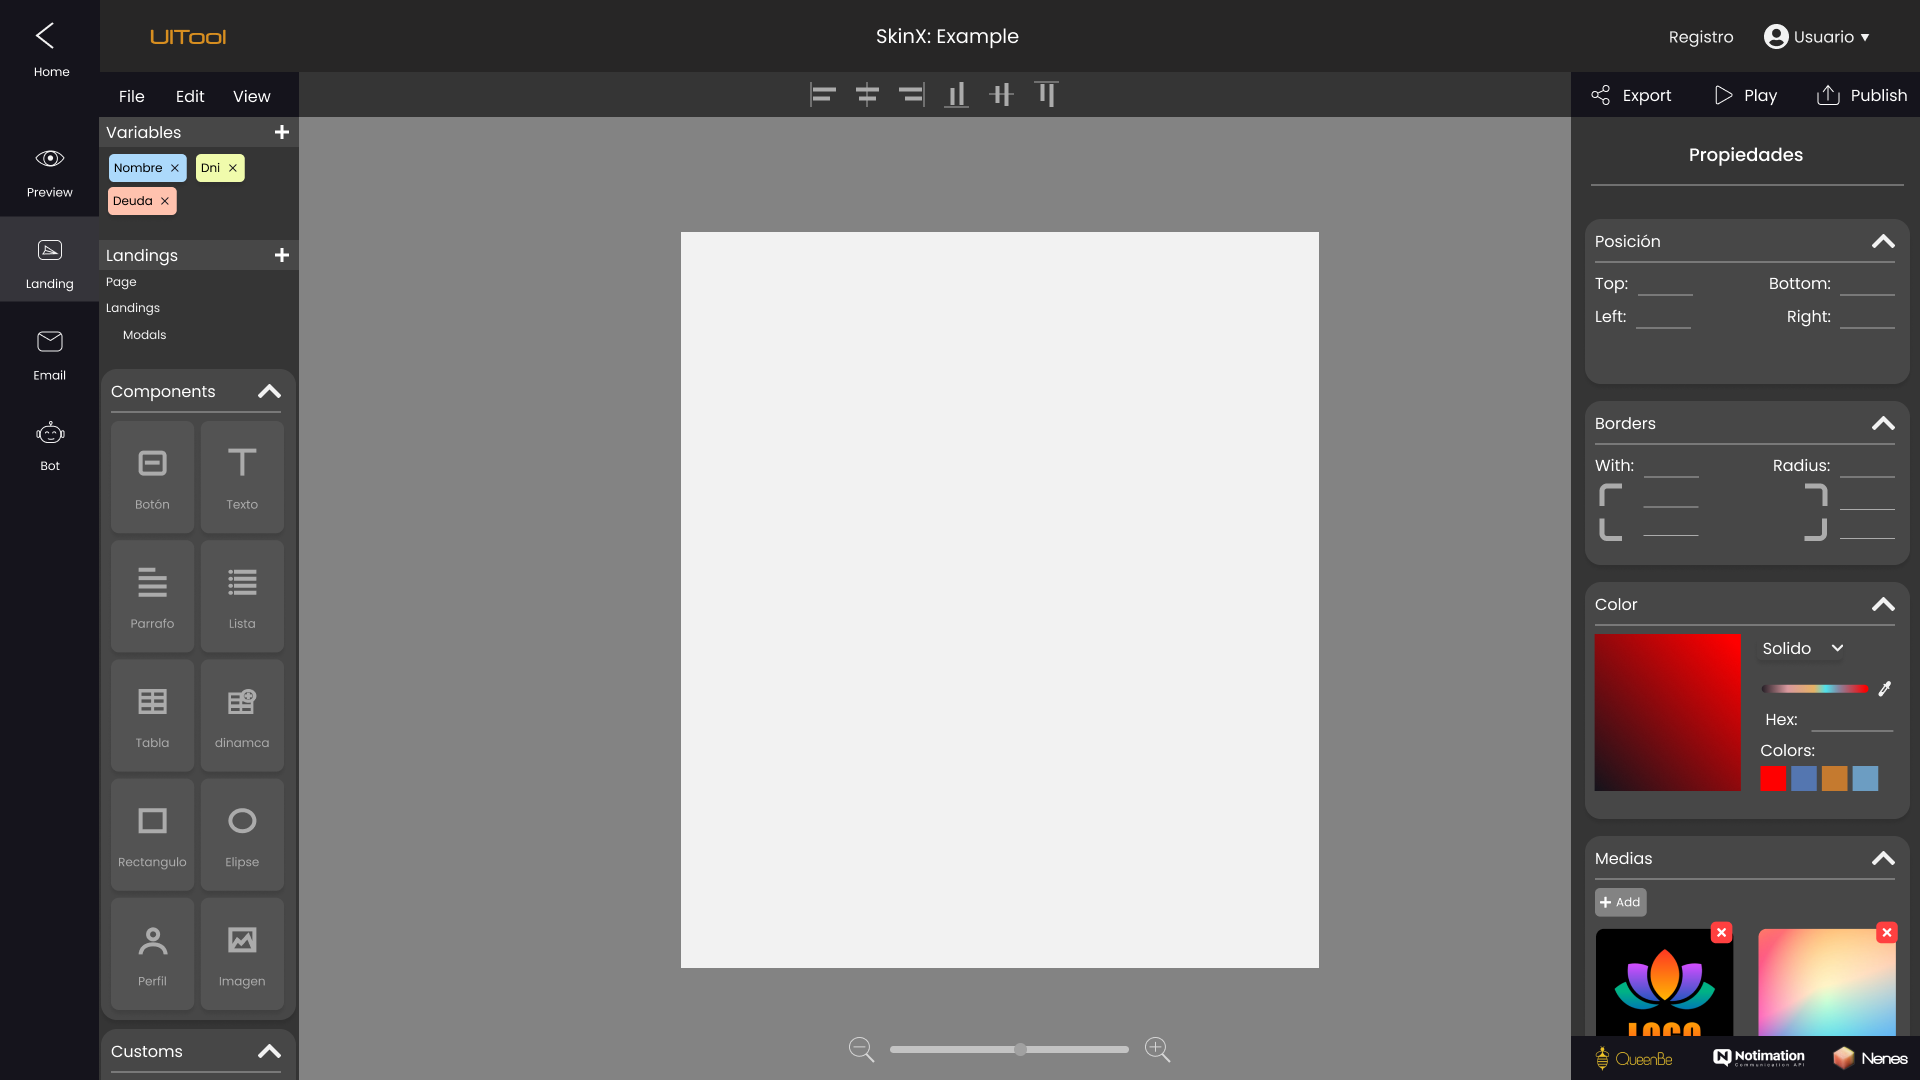 Home
UITool
SkinX: Example
Registro
Usuario
File Edit View
Export
Play
Publish
Preview
Landing
Email
Bot
Variables
Nombre
Dni
Deuda
Landings
Page
Landings
Modals
Components
Botón
Texto
Parrafo
Lista
Tabla
dinamca
Rectangulo
Elipse
Perfil
Imagen
Customs
Propiedades
Posición
Top:
Bottom:
Left:
Right:
Borders
With:
Radius:
Color
Solido
Hex:
Colors:
Medias
Add
LOGO
QueenBe
Notimation
Communication API
Nenes